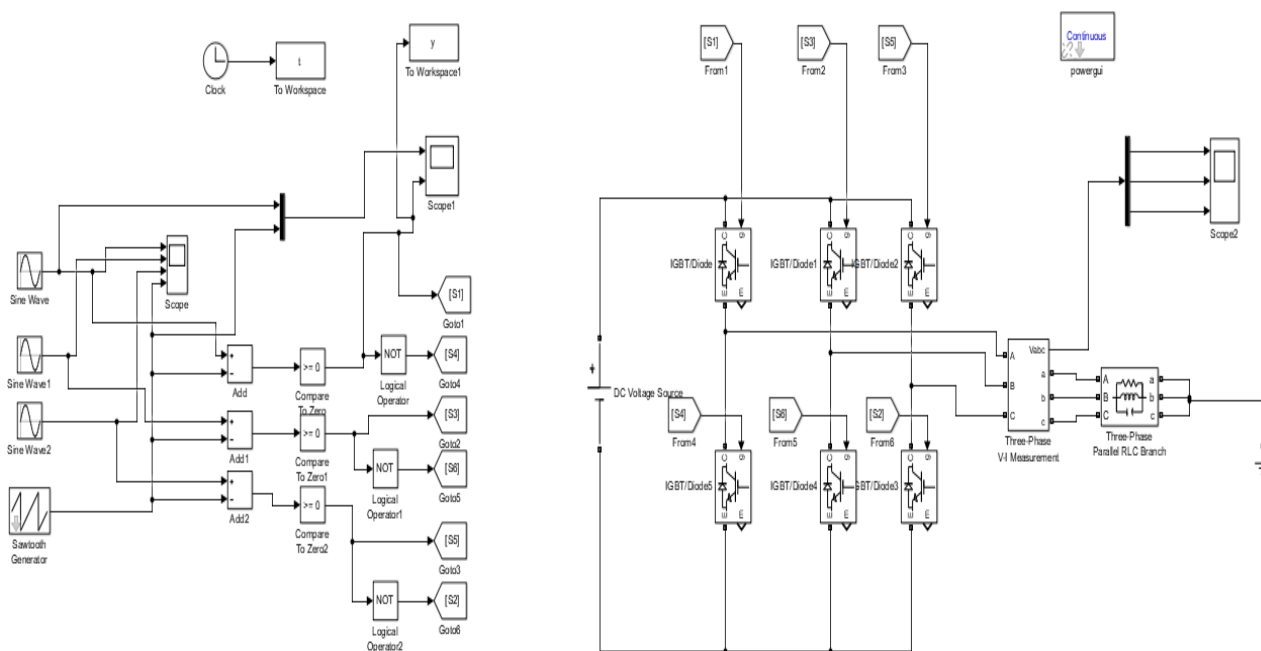 t
Clock
To Workspace
y
To Workspace1
Scope1
Sine Wave
Scope
Sine Wave1
Sine Wave2
Sawtooth
Generator
+
−
Add
+
−
Add1
+
−
Add2
>= 0
Compare
To Zero
>= 0
Compare
To Zero1
>= 0
Compare
To Zero2
NOT
Logical
Operator
NOT
Logical
Operator1
NOT
Logical
Operator2
[S1]
Goto1
[S4]
Goto4
[S3]
Goto2
[S6]
Goto5
[S5]
Goto3
[S2]
Goto6
[S1]
From1
[S3]
From2
[S5]
From3
Continuous
powergui
Scope2
C
g
E
m
IGBT/Diode
C
g
E
m
IGBT/Diode1
C
g
E
m
IGBT/Diode2
+
DC Voltage Source
[S4]
From4
[S6]
From5
[S2]
From6
C
g
E
m
IGBT/Diode5
C
g
E
m
IGBT/Diode4
C
g
E
m
IGBT/Diode3
Vabc
A
a
B
b
C
c
Three-Phase
V-I Measurement
A
a
B
b
C
c
Three-Phase
Parallel RLC Branch